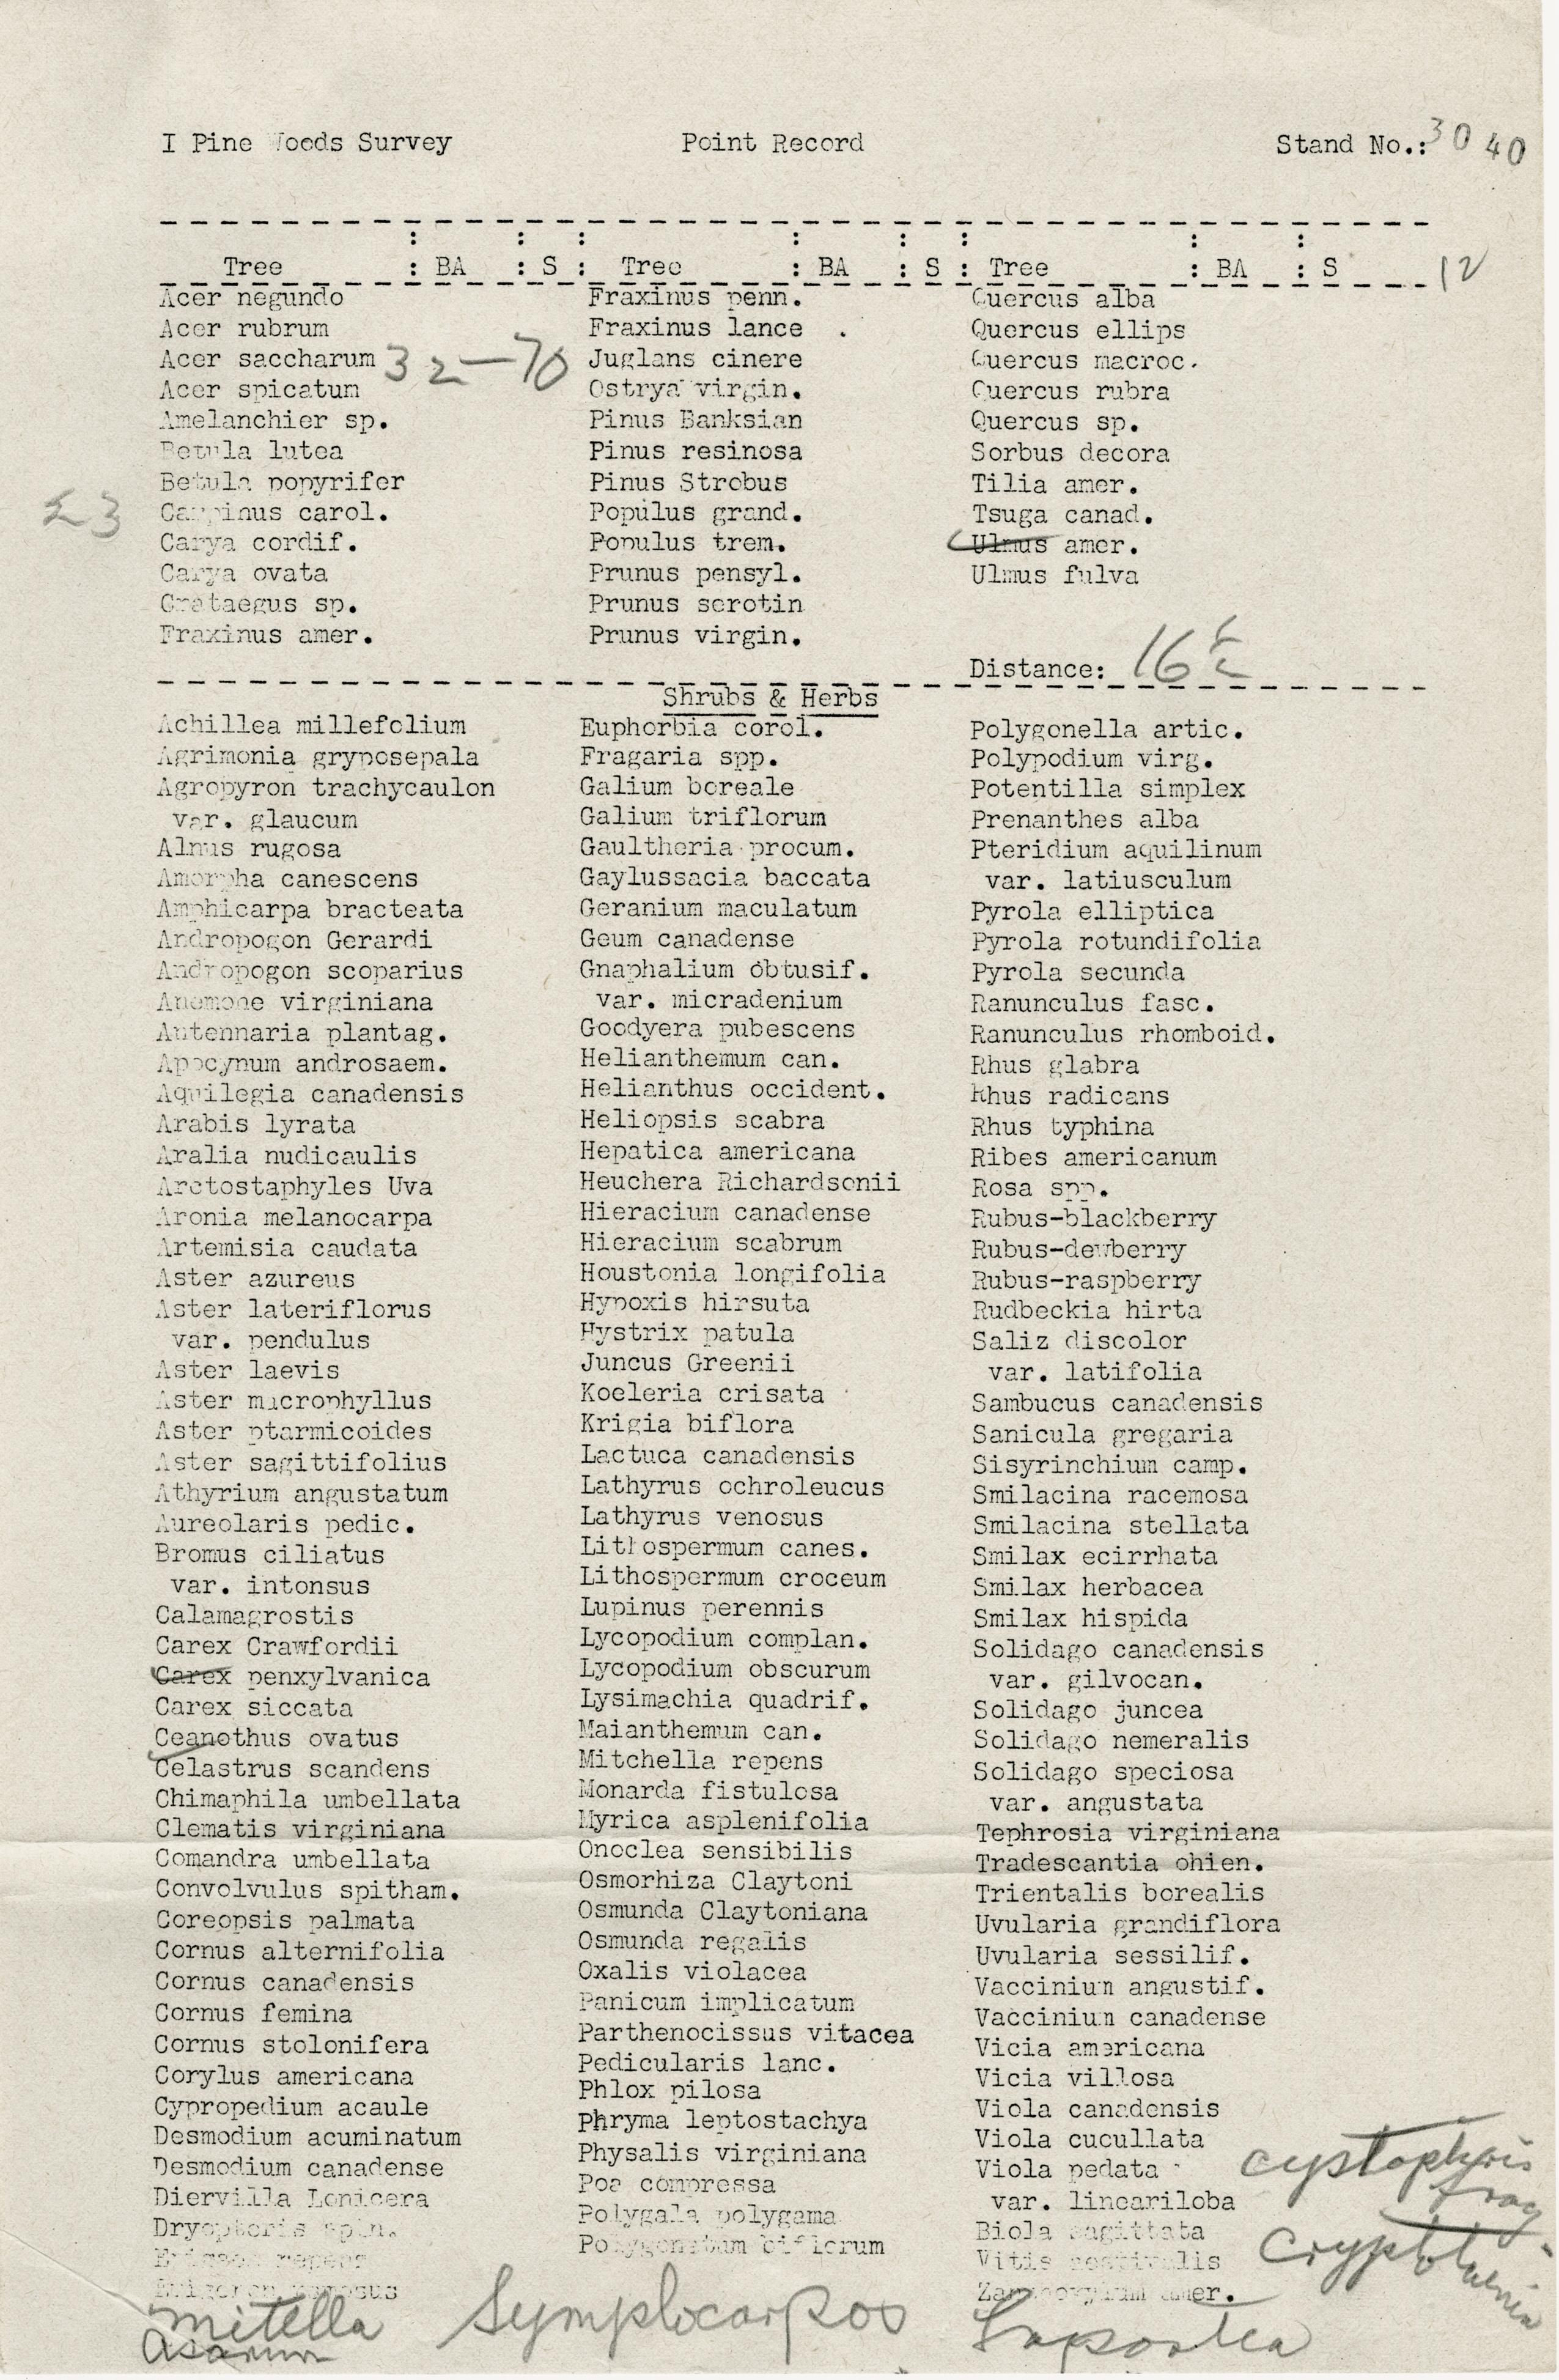 I Pine Woods Survey Point Record Stand No.: 30 40
Tree : BA : S : Tree : BA : S : Tree : BA : S 12
Acer negundo Fraxinus penn. Quercus alba
Acer rubrum Fraxinus lance . Quercus ellips
Acer saccharum 32-70 Juglans cinere Quercus macroc.
Acer spicatum Ostrya virgin. Quercus rubra
Amelanchier sp. Pinus Banksian Quercus sp.
Betula lutea Pinus resinosa Sorbus decora
Betula popyrifer Pinus Strobus Tilia amer.
Carpinus carol. Populus grand. Tsuga canad.
Carya cordif. Populus trem. Ulmus amer.
Carya ovata Prunus pensyl. Ulmus fulva
Crataegus sp. Prunus serotin
Fraxinus amer. Prunus virgin.
Distance: 16
Shrubs & Herbs
Achillea millefolium
Agrimonia gryposepala
Agropyron trachycaulon
var. glaucum
Alnus rugosa
Amorpha canescens
Amphicarpa bracteata
Andropogon Gerardi
Andropogon scoparius
Anemone virginiana
Antennaria plantag.
Apocynum androsaem.
Aquilegia canadensis
Arabis lyrata
Aralia nudicaulis
Arctostaphyles Uva
Aronia melanocarpa
Artemisia caudata
Aster azureus
Aster lateriflorus
var. pendulus
Aster laevis
Aster macrophyllus
Aster ptarmicoides
Aster sagittifolius
Athyrium angustatum
Aureolaris pedic.
Bromus ciliatus
var. intonsus
Calamagrostis
Carex Crawfordii
Carex penxylvanica
Carex siccata
Ceanothus ovatus
Celastrus scandens
Chimaphila umbellata
Clematis virginiana
Comandra umbellata
Convolvulus spitham.
Coreopsis palmata
Cornus alternifolia
Cornus canadensis
Cornus femina
Cornus stolonifera
Corylus americana
Cypropedium acaule
Desmodium acuminatum
Desmodium canadense
Diervilla Lonicera
Dryopteris spin.
Euphorbia corol.
Fragaria spp.
Galium boreale
Galium triflorum
Gaultheria procum.
Gaylussacia baccata
Geranium maculatum
Geum canadense
Gnaphalium obtusif.
var. micradenium
Goodyera pubescens
Helianthemum can.
Helianthus occident.
Heliopsis scabra
Hepatica americana
Heuchera Richardsonii
Hieracium canadense
Hieracium scabrum
Houstonia longifolia
Hypoxis hirsuta
Hystrix patula
Juncus Greenii
Koeleria crisata
Krigia biflora
Lactuca canadensis
Lathyrus ochroleucus
Lathyrus venosus
Lithospermum canes.
Lithospermum croceum
Lupinus perennis
Lycopodium complan.
Lycopodium obscurum
Lysimachia quadrif.
Maianthemum can.
Mitchella repens
Monarda fistulosa
Myrica asplenifolia
Onoclea sensibilis
Osmorhiza Claytoni
Osmunda Claytoniana
Osmunda regalis
Oxalis violacea
Panicum implicatum
Parthenocissus vitacea
Pedicularis lanc.
Phlox pilosa
Phryma leptostachya
Physalis virginiana
Poa compressa
Polygala polygama
Polygonatum biflorum
Polygonella artic.
Polypodium virg.
Potentilla simplex
Prenanthes alba
Pteridium aquilinum
var. latiusculum
Pyrola elliptica
Pyrola rotundifolia
Pyrola secunda
Ranunculus fasc.
Ranunculus rhomboid.
Rhus glabra
Rhus radicans
Rhus typhina
Ribes americanum
Rosa spp.
Rubus-blackberry
Rubus-dewberry
Rubus-raspberry
Rudbeckia hirta
Saliz discolor
var. latifolia
Sambucus canadensis
Sanicula gregaria
Sisyrinchium camp.
Smilacina racemosa
Smilacina stellata
Smilax ecirrhata
Smilax herbacea
Smilax hispida
Solidago canadensis
var. gilvocan.
Solidago juncea
Solidago nemeralis
Solidago speciosa
var. angustata
Tephrosia virginiana
Tradescantia ohien.
Trientalis borealis
Uvularia grandiflora
Uvularia sessilif.
Vaccinium angustif.
Vaccinium canadense
Vicia americana
Vicia villosa
Viola canadensis
Viola cucullata
Viola pedata
var. lineariloba
Biola sagittata
Vitis aestivalis
Zanthoxylum amer.
cystopteris
frag.
Cryptotaenia
Mitella Symplocarpos Laportea
Asarum